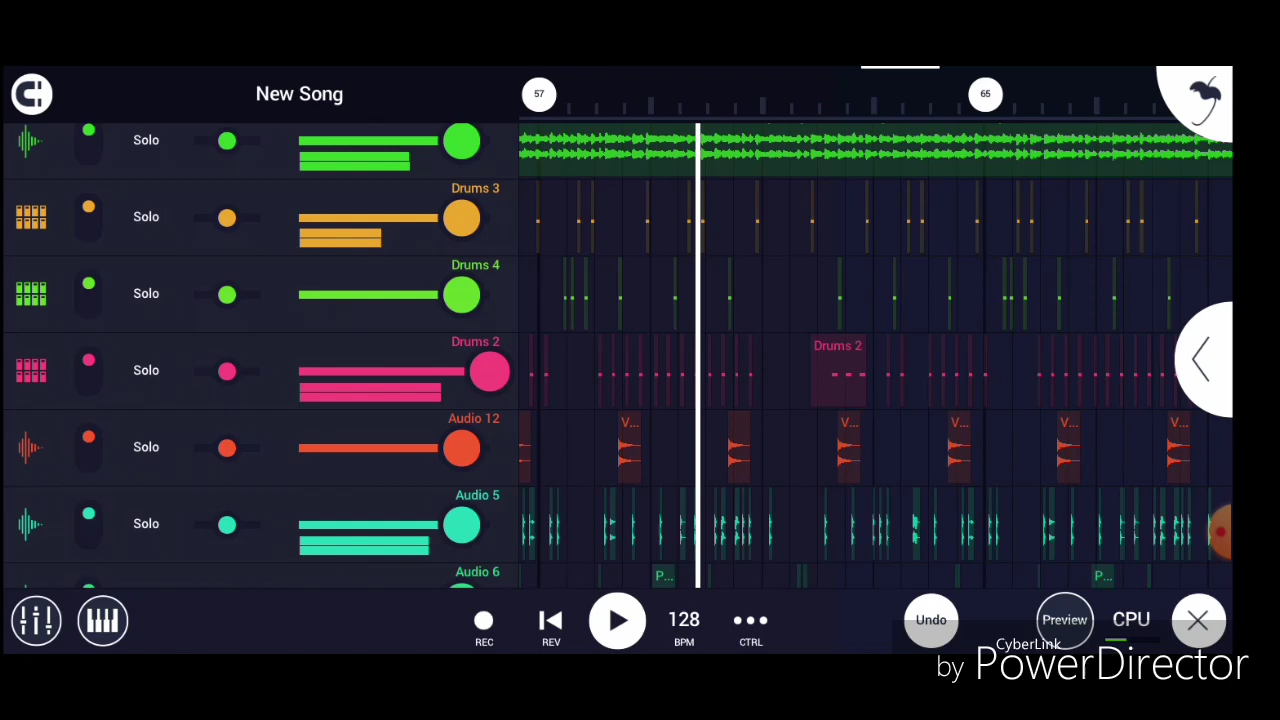 New Song
57
65
Solo
Drums 3
Solo
Drums 4
Solo
Drums 2
Solo
Drums 2
Audio 12
Solo
V...
V...
V...
V...
V...
Audio 5
Solo
Audio 6
P...
P...
REC
REV
128
BPM
CTRL
Undo
Preview
CPU
CyberLink
by PowerDirector